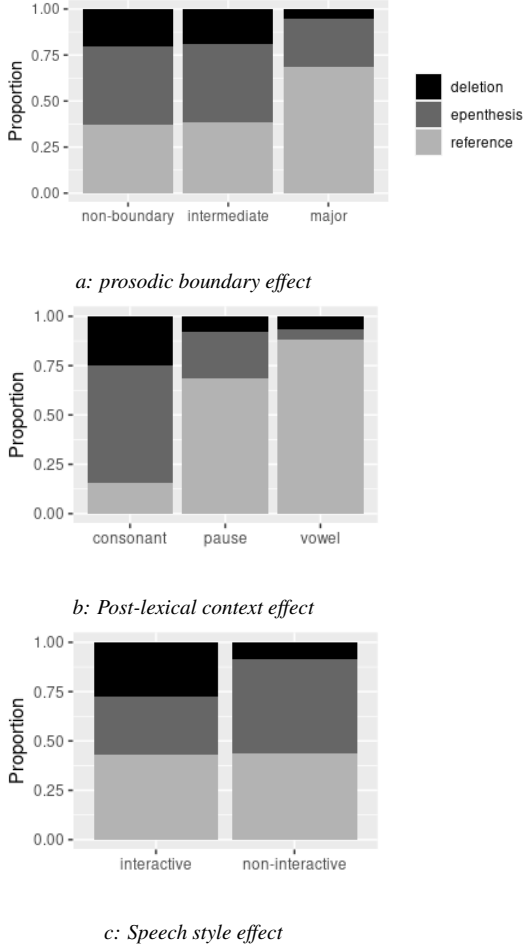 1.00
0.75
0.50
0.25
0.00
Proportion
non-boundary intermediate major
deletion
epenthesis
reference
a: prosodic boundary effect
1.00
0.75
0.50
0.25
0.00
Proportion
consonant pause vowel
b: Post-lexical context effect
1.00
0.75
0.50
0.25
0.00
Proportion
interactive non-interactive
c: Speech style effect